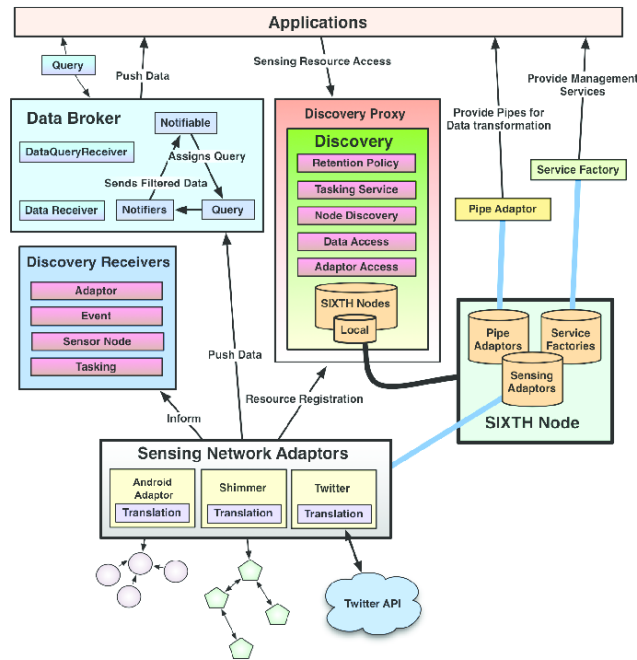 Applications
Query
Push Data
Sensing Resource Access
Provide Management
Services
Provide Pipes for
Data transformation
Data Broker
Notifiable
DataQueryReceiver
Assigns Query
Sends Filtered Data
Data Receiver
Notifiers
Query
Discovery Proxy
Discovery
Retention Policy
Tasking Service
Node Discovery
Data Access
Adaptor Access
SIXTH Nodes
Local
Service Factory
Pipe Adaptor
Discovery Receivers
Adaptor
Event
Sensor Node
Tasking
Push Data
Inform
Resource Registration
Pipe
Adaptors
Service
Factories
Sensing
Adaptors
SIXTH Node
Sensing Network Adaptors
Android
Adaptor
Translation
Shimmer
Translation
Twitter
Translation
Twitter API